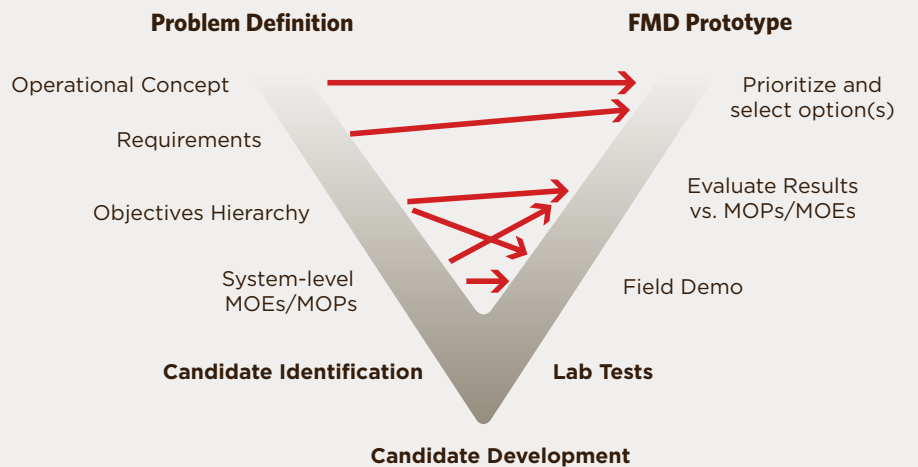 Problem Definition
FMD Prototype
Operational Concept
Prioritize and
select option(s)
Requirements
Evaluate Results
vs. MOPs/MOEs
Objectives Hierarchy
System-level
MOEs/MOPs
Field Demo
Candidate Identification
Lab Tests
Candidate Development